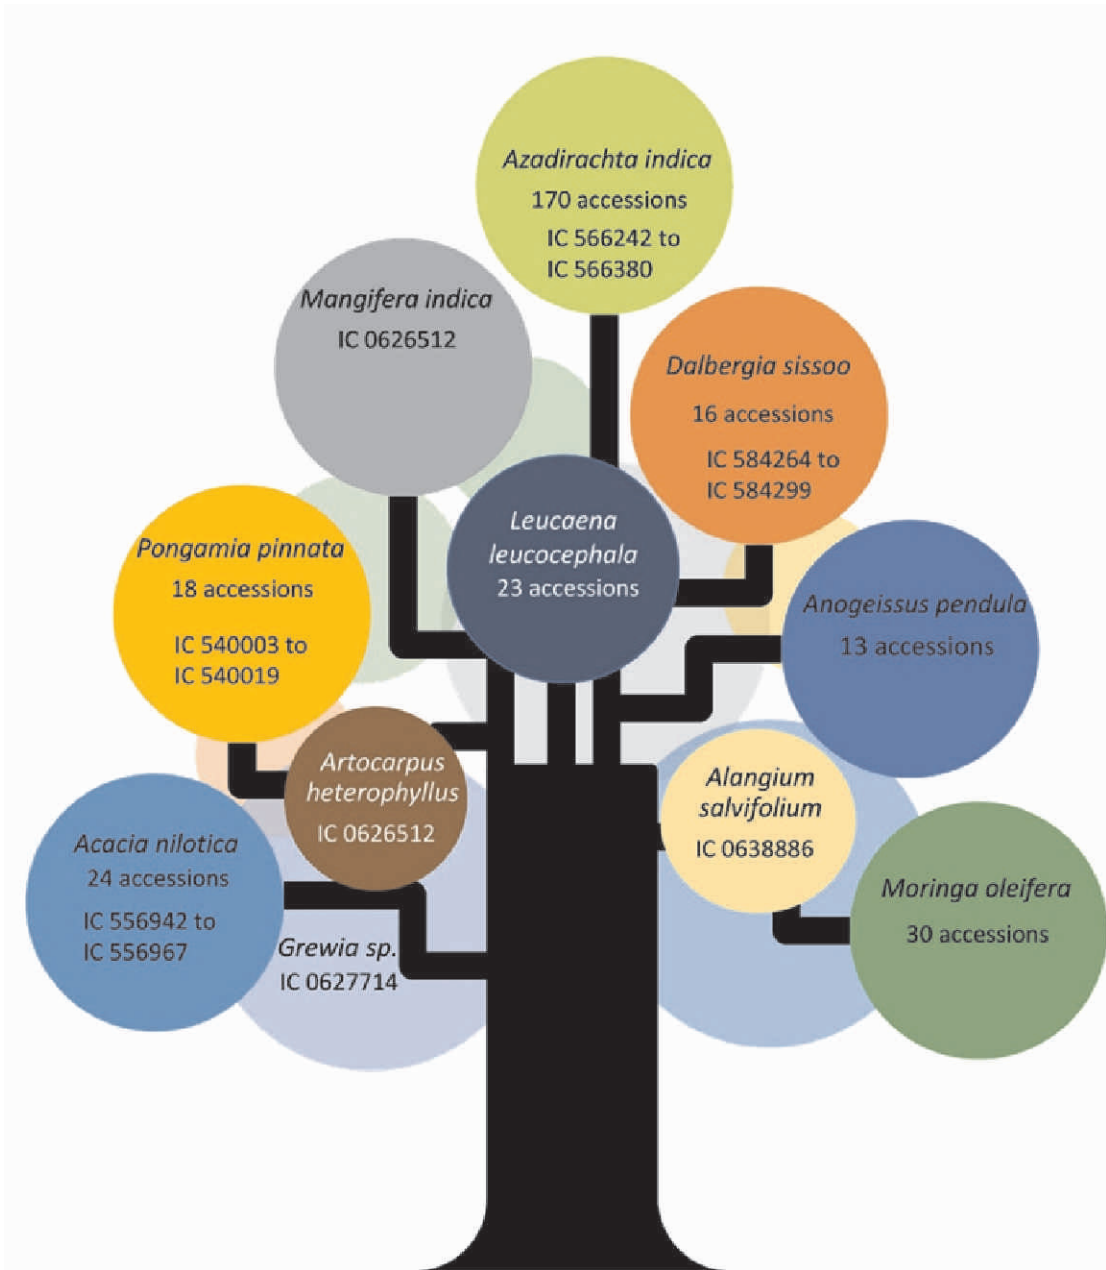 Azadirachta indica
170 accessions
IC 566242 to
IC 566380
Mangifera indica
IC 0626512
Dalbergia sissoo
16 accessions
IC 584264 to
IC 584299
Leucaena
leucocephala
23 accessions
Pongamia pinnata
18 accessions
IC 540003 to
IC 540019
Anogeissus pendula
13 accessions
Artocarpus
heterophyllus
IC 0626512
Alangium
salvifolium
IC 0638886
Acacia nilotica
24 accessions
IC 556942 to
IC 556967
Moringa oleifera
30 accessions
Grewia sp.
IC 0627714